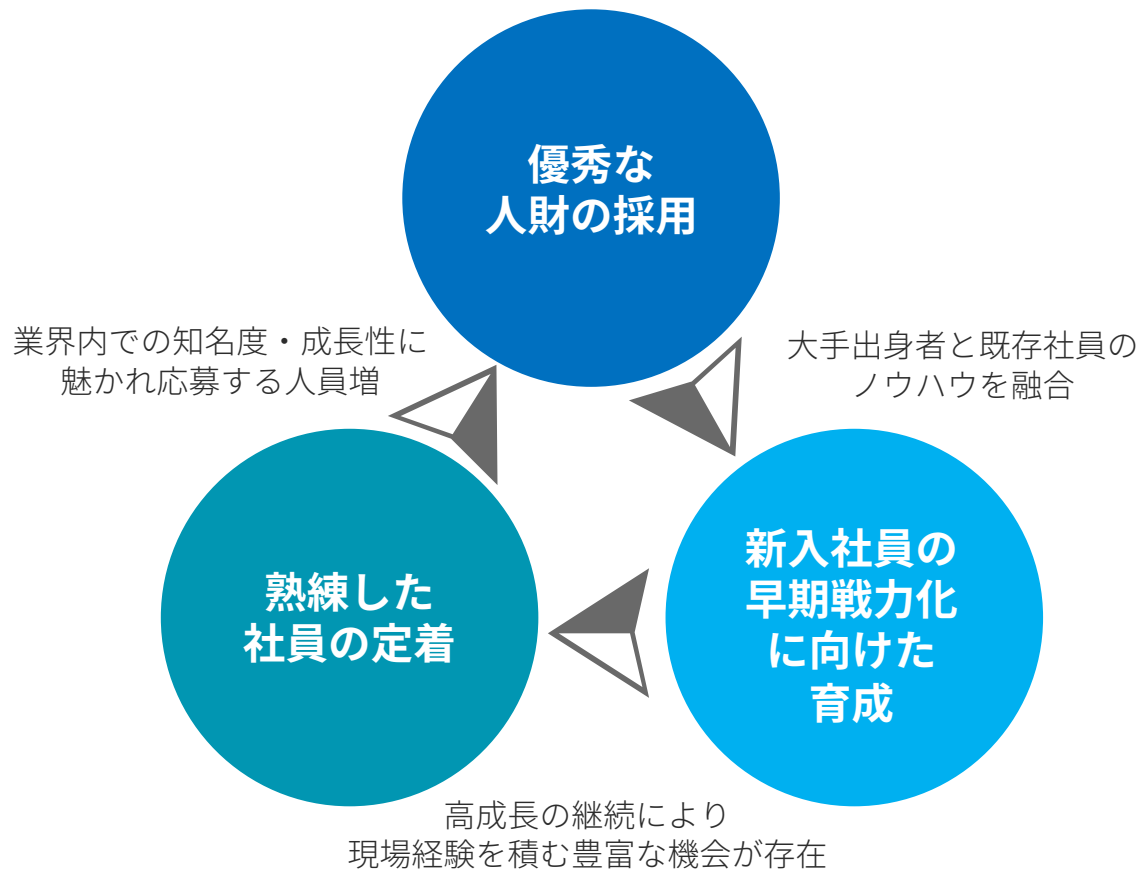 優秀な
人財の採用
業界内での知名度・成長性に
魅かれ応募する人員増
大手出身者と既存社員の
ノウハウを融合
熟練した
社員の定着
新入社員の
早期戦力化
に向けた
育成
高成長の継続により
現場経験を積む豊富な機会が存在